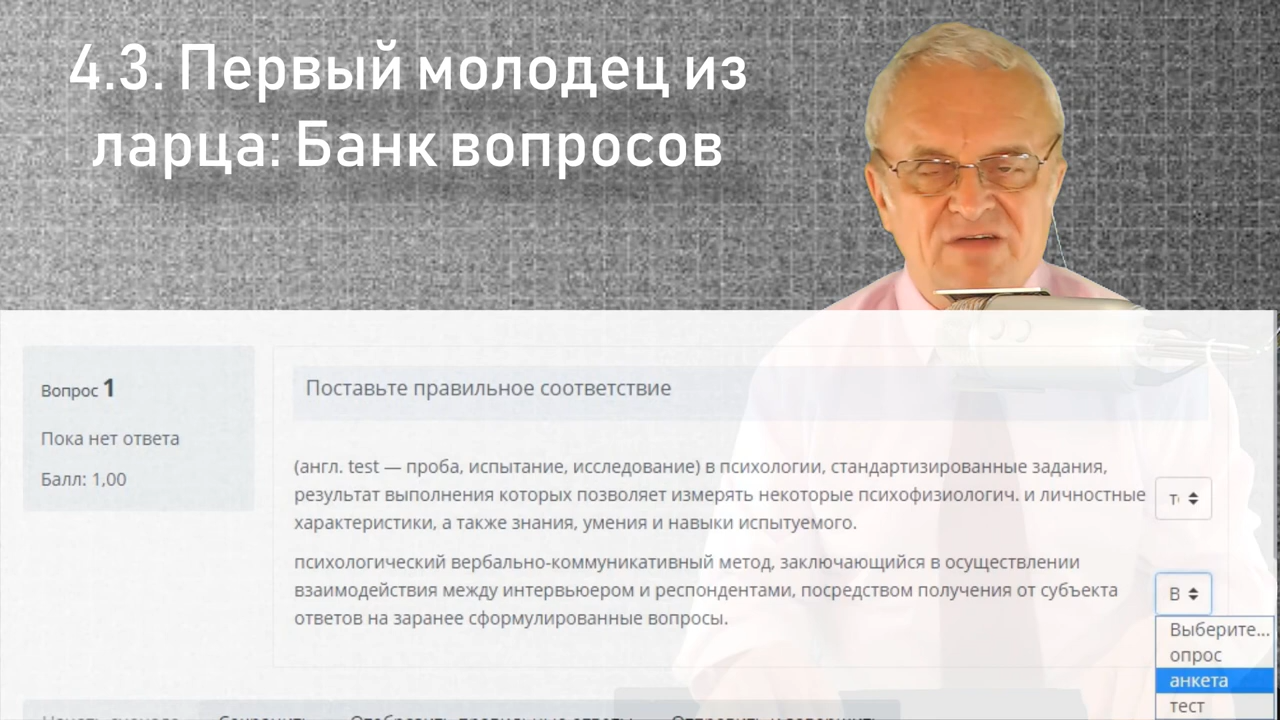 4.3. Первый молодец из
ларца: Банк вопросов
Вопрос 1
Пока нет ответа
Балл: 1,00
Поставьте правильное соответствие
(англ. test — проба, испытание, исследование) в психологии, стандартизированные задания,
результат выполнения которых позволяет измерять некоторые психофизиологич. и личностные
характеристики, а также знания, умения и навыки испытуемого.
психологический вербально-коммуникативный метод, заключающийся в осуществлении
взаимодействия между интервьюером и респондентами, посредством получения от субъекта
ответов на заранее сформулированные вопросы.
В
Выберите...
опрос
анкета
тест